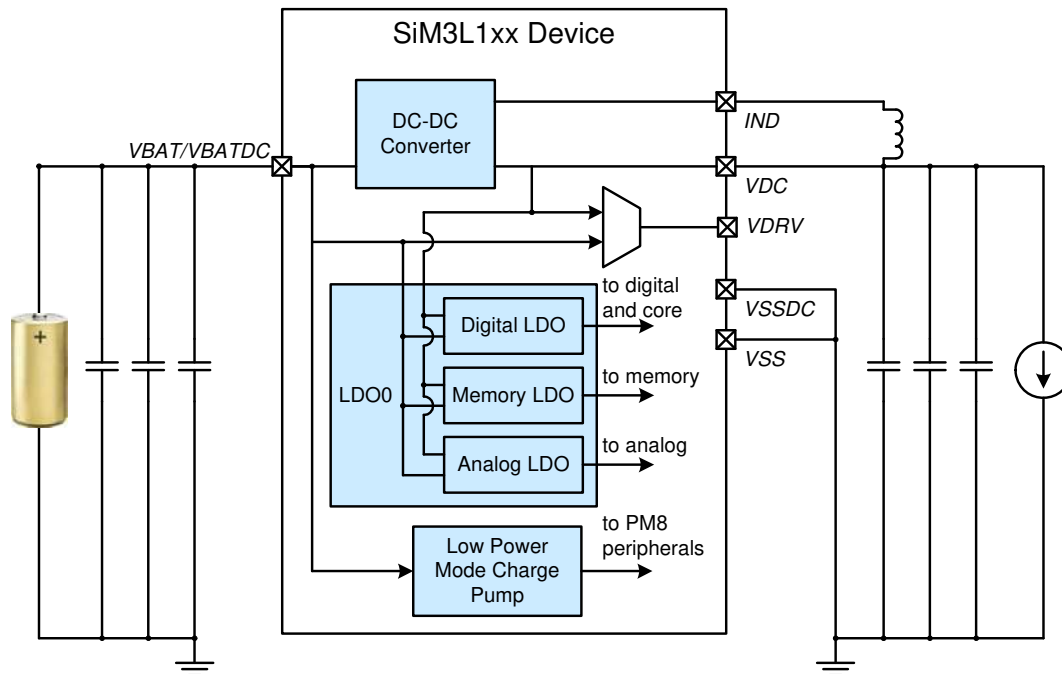 SiM3L1xx Device
DC-DC
Converter
IND
VBAT/VBATDC
VDC
VDRV
to digital
and core
VSSDC
Digital LDO
VSS
+
to memory
LDO0
Memory LDO
to analog
Analog LDO
to PM8
peripherals
Low Power
Mode Charge
Pump